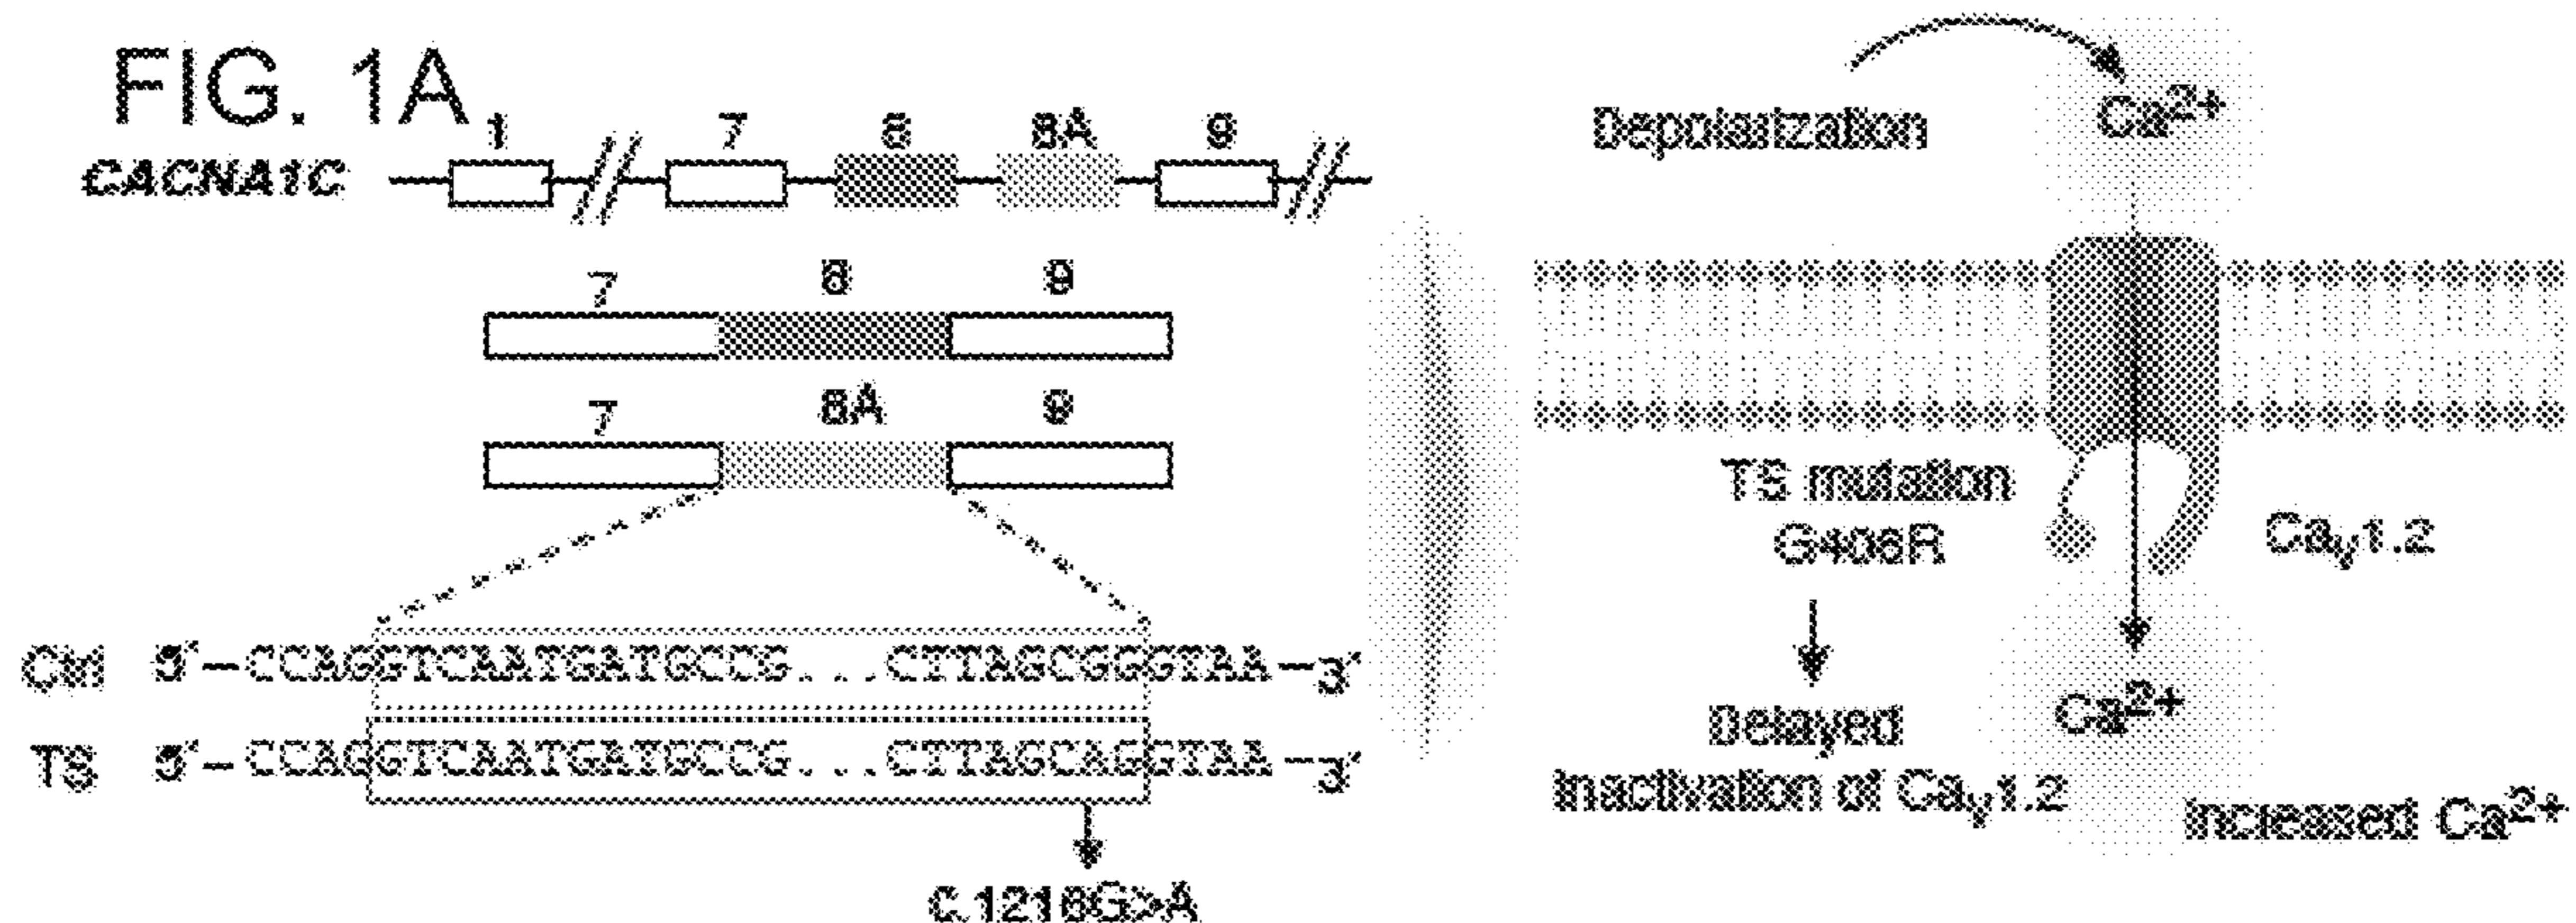 FIG. 1A
CACNA1C
1 7 8 8A 9
7 8 9
7 8A 9
Ctrl 5´–CCAGGTCAATGATGCCG...CTTAGCGGGTAA–3´
TS 5´–CCAGGTCAATGATGCCG...CTTAGCAGGTAA–3´
c.1216G>A
Depolarization
Ca2+
TS mutation
G406R
Cav1.2
Delayed
Inactivation of Cav1.2
Ca2+
Increased Ca2+